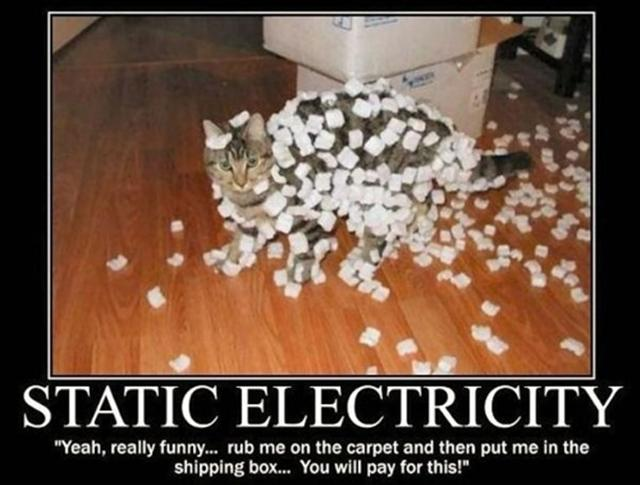 STATIC ELECTRICITY
"Yeah, really funny... rub me on the carpet and then put me in the
shipping box... You will pay for this!"